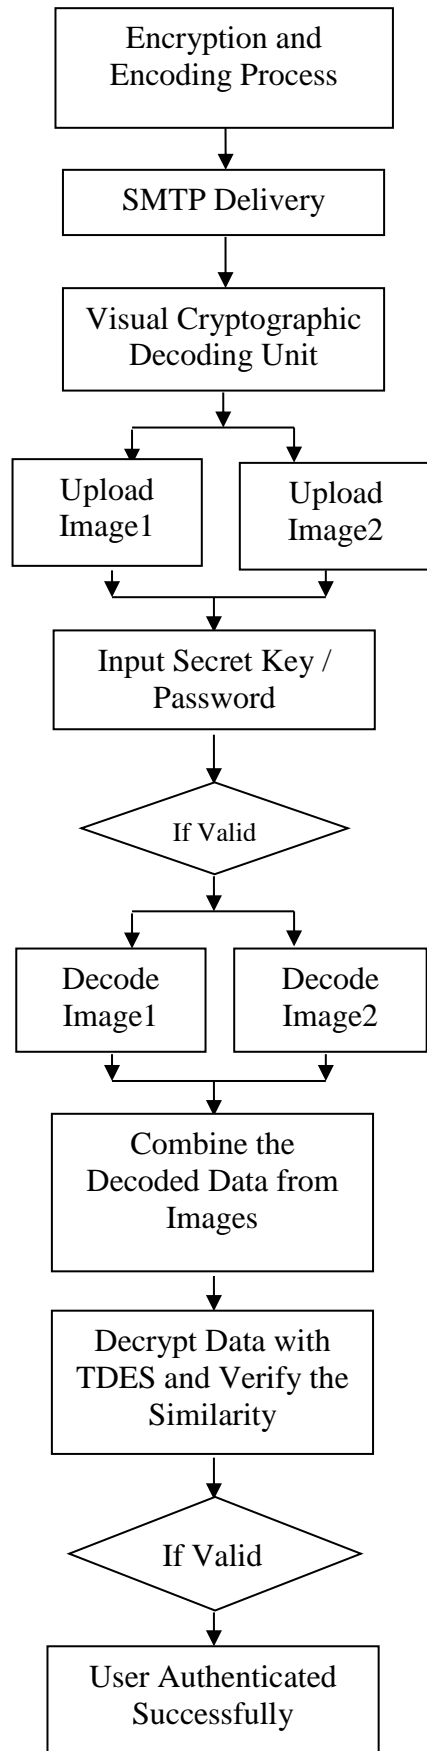 Encryption and
Encoding Process
SMTP Delivery
Visual Cryptographic
Decoding Unit
Upload
Image1
Upload
Image2
Input Secret Key /
Password
If Valid
Decode
Image1
Decode
Image2
Combine the
Decoded Data from
Images
Decrypt Data with
TDES and Verify the
Similarity
If Valid
User Authenticated
Successfully